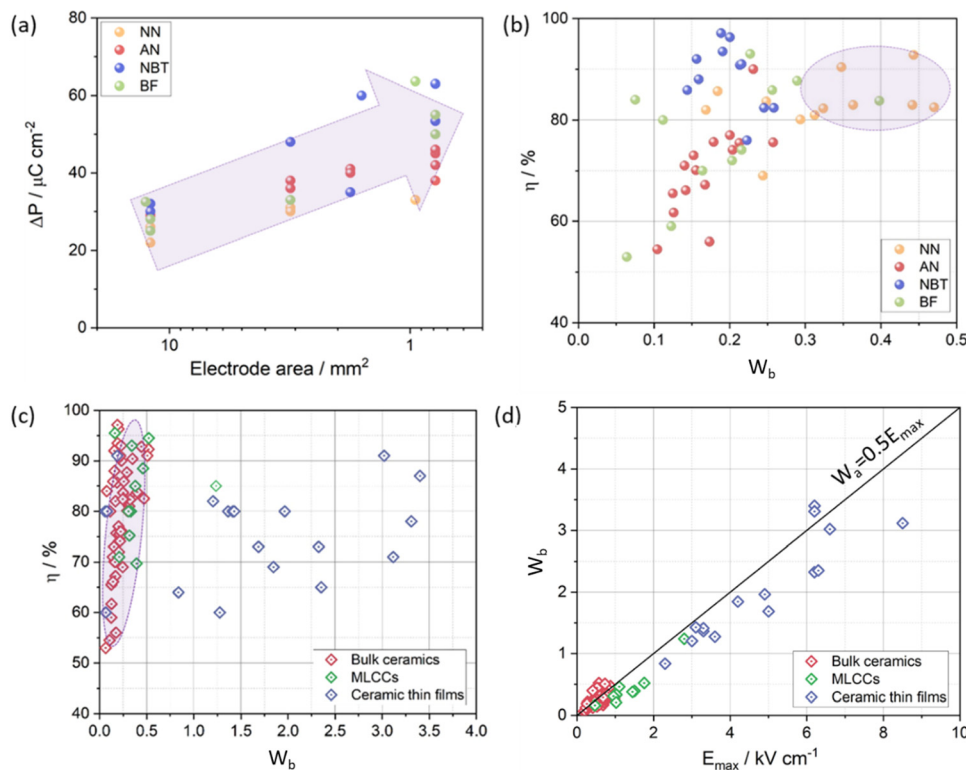 (a)
NN
AN
NBT
BF
80
60
40
20
0
ΔP / μC cm⁻²
10
1
Electrode area / mm²
(b)
100
80
60
40
η / %
0.0
0.1
0.2
0.3
0.4
0.5
W_b
NN
AN
NBT
BF
(c)
100
90
80
70
60
50
40
η / %
0.0
0.5
1.0
1.5
2.0
2.5
3.0
3.5
4.0
W_b
Bulk ceramics
MLCCs
Ceramic thin films
(d)
5
4
3
2
1
0
W_b
W_a=0.5E_max
0
2
4
6
8
10
E_max / kV cm⁻¹
Bulk ceramics
MLCCs
Ceramic thin films